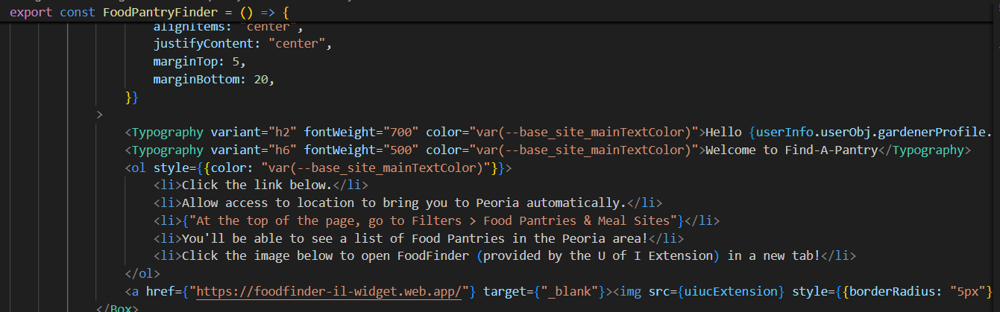 export const FoodPantryFinder = () => {
alignItems: "center",
justifyContent: "center",
marginTop: 5,
marginBottom: 20,
}}
>
<Typography variant="h2" fontWeight="700" color="var(--base_site_mainTextColor)">Hello {userInfo.userObj.gardenerProfile.
<Typography variant="h6" fontWeight="500" color="var(--base_site_mainTextColor)">Welcome to Find-A-Pantry</Typography>
<ol style={{color: "var(--base_site_mainTextColor)"}}>
<li>Click the link below.</li>
<li>Allow access to location to bring you to Peoria automatically.</li>
<li>{"At the top of the page, go to Filters > Food Pantries & Meal Sites"}</li>
<li>You'll be able to see a list of Food Pantries in the Peoria area!</li>
<li>Click the image below to open FoodFinder (provided by the U of I Extension) in a new tab!</li>
</ol>
<a href={"https://foodfinder-il-widget.web.app/"} target={"_blank"}><img src={uiucExtension} style={{borderRadius: "5px"}
</Box>